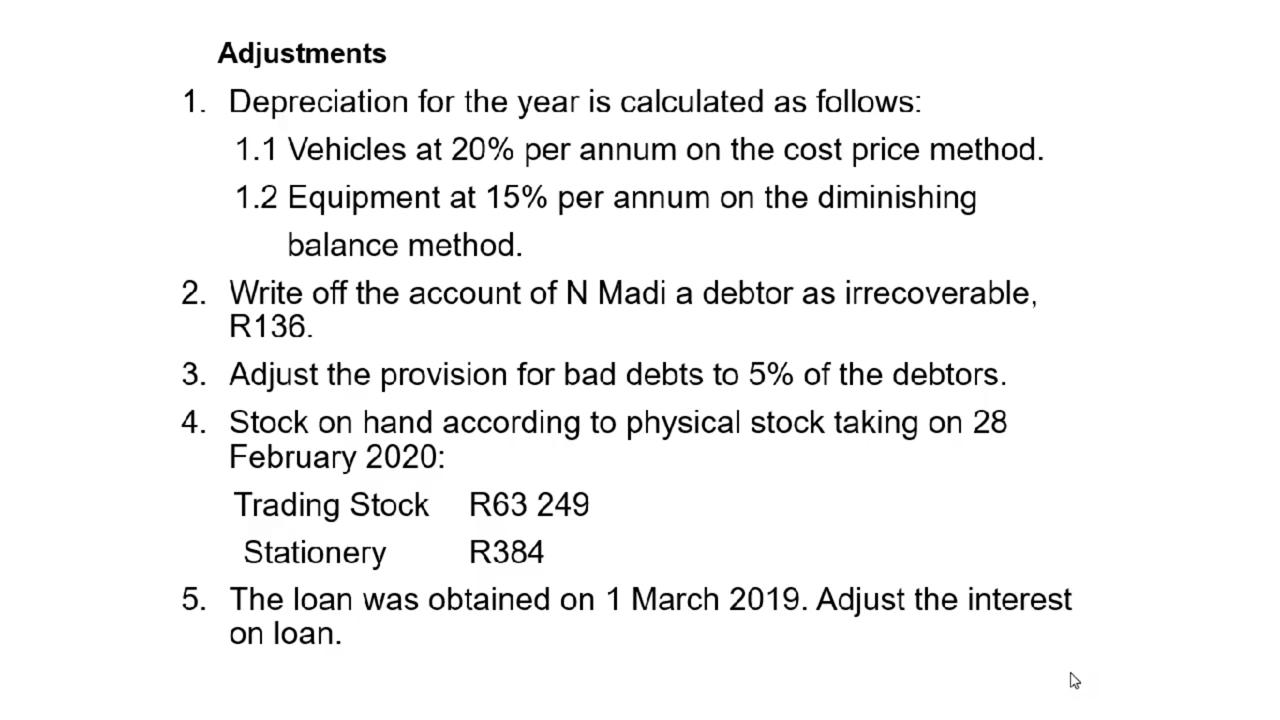 Adjustments
1. Depreciation for the year is calculated as follows:
1.1 Vehicles at 20% per annum on the cost price method.
1.2 Equipment at 15% per annum on the diminishing
balance method.
2. Write off the account of N Madi a debtor as irrecoverable,
R136.
3. Adjust the provision for bad debts to 5% of the debtors.
4. Stock on hand according to physical stock taking on 28
February 2020:
Trading Stock R63 249
Stationery R384
5. The loan was obtained on 1 March 2019. Adjust the interest
on loan.